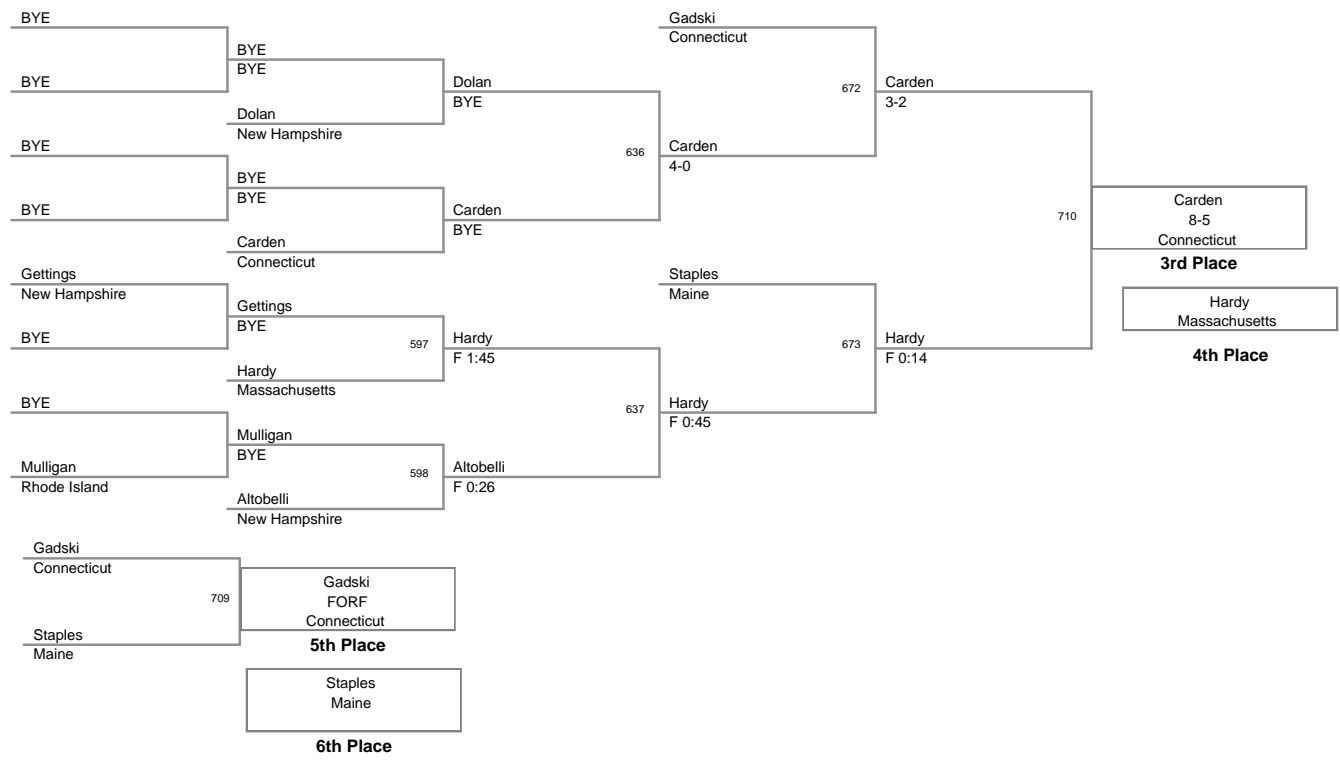 BYE
BYE
BYE
BYE
BYE
Dolan
New Hampshire
Dolan
BYE
BYE
BYE
BYE
BYE
Carden
Connecticut
Carden
BYE
636
Carden
4-0
Gadski
Connecticut
672
Carden
3-2
Gettings
New Hampshire
BYE
Gettings
BYE
597
Hardy
Massachusetts
Hardy
F 1:45
BYE
Mulligan
Rhode Island
Mulligan
BYE
598
Altobelli
New Hampshire
Altobelli
F 0:26
637
Hardy
F 0:45
Staples
Maine
673
Hardy
F 0:14
710
Carden
8-5
Connecticut
3rd Place
Hardy
Massachusetts
4th Place
Gadski
Connecticut
709
Staples
Maine
Gadski
FORF
Connecticut
5th Place
Staples
Maine
6th Place